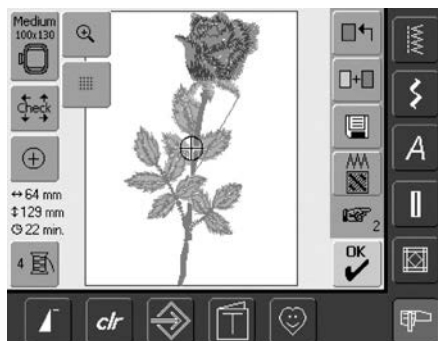 Medium
100x130
Check
↔ 64 mm
↕ 129 mm
22 min.
4
2
OK
A
clr
T